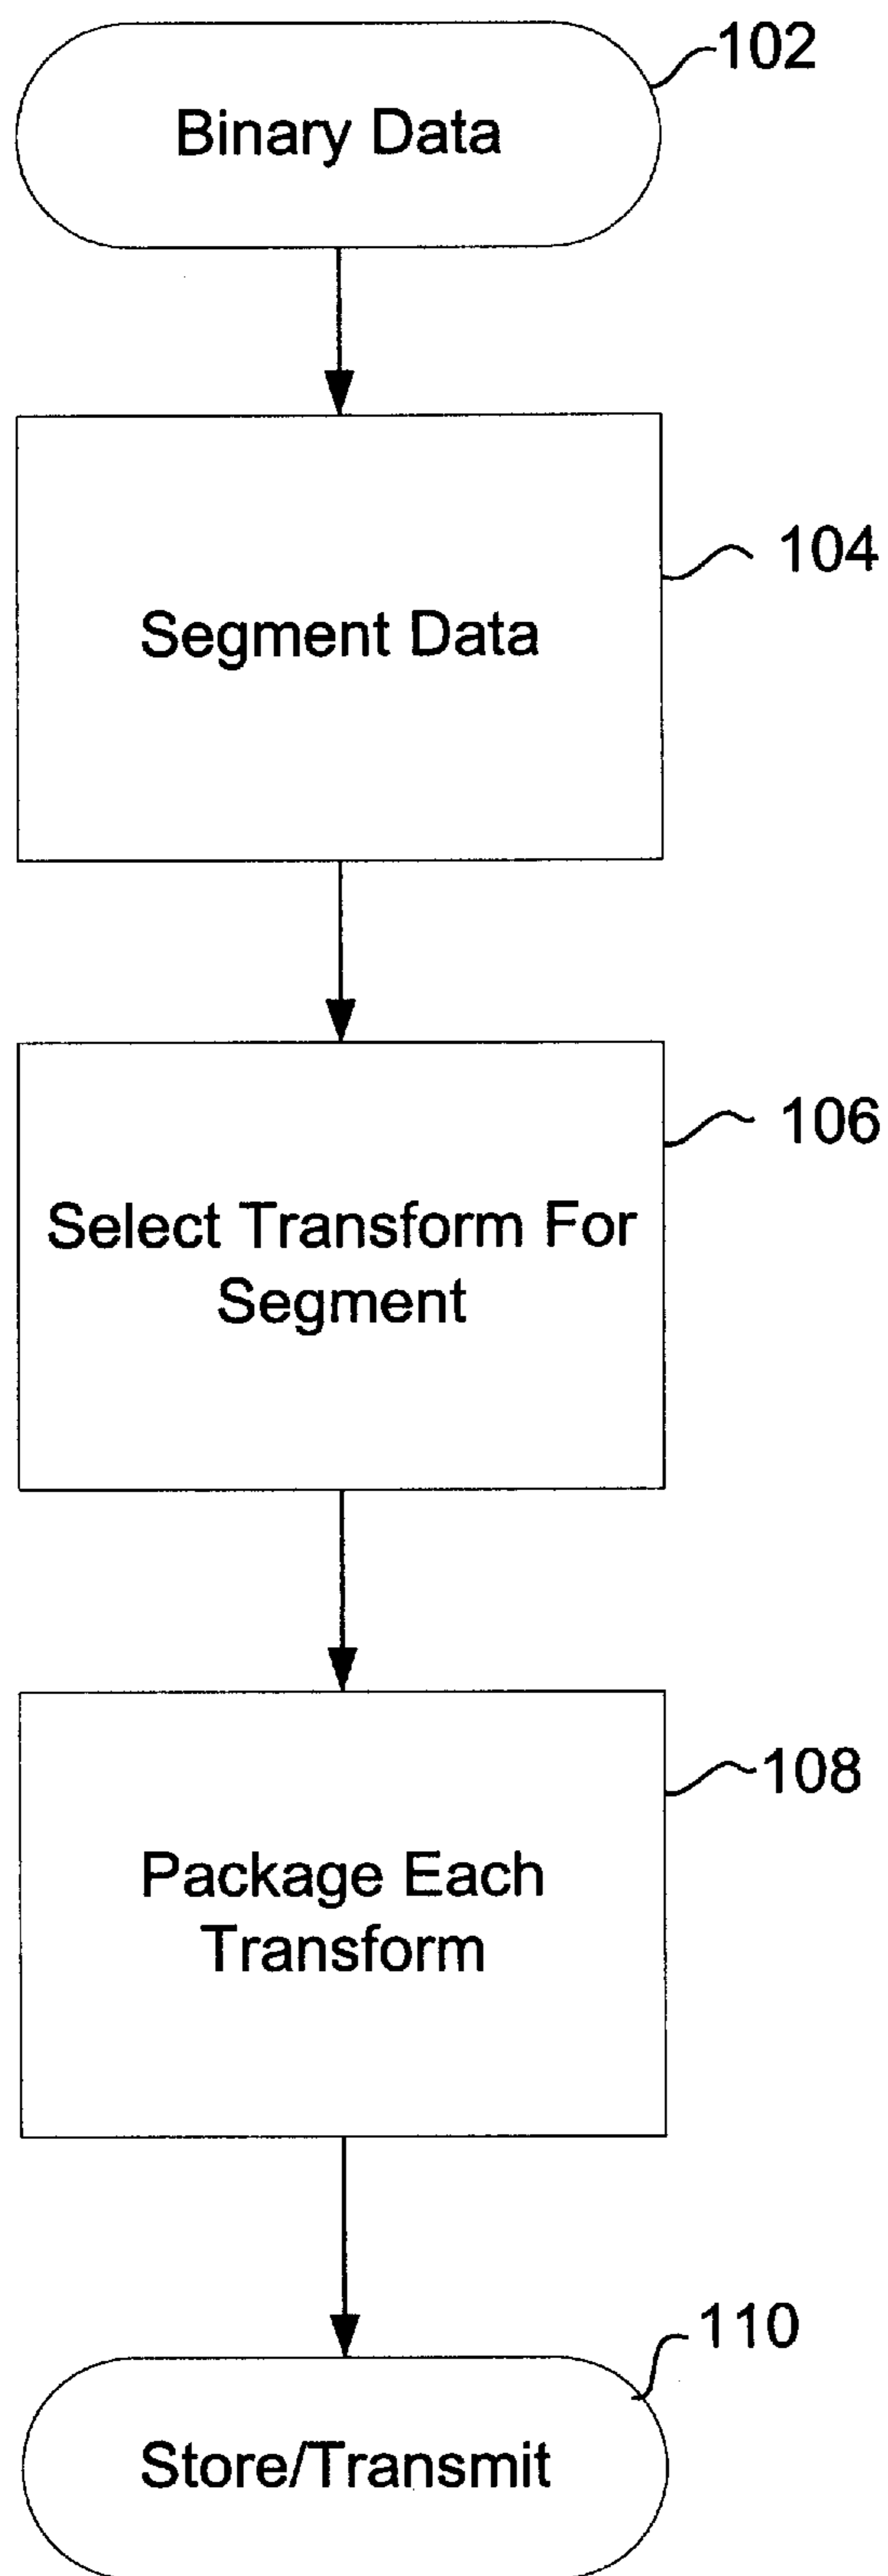 102
Binary Data
104
Segment Data
106
Select Transform For
Segment
108
Package Each
Transform
110
Store/Transmit